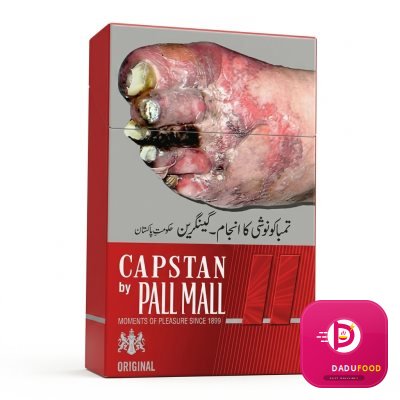 تمباکو نوشی کا انجام۔ گینگرین حکومتِ پاکستان
CAPSTAN
by PALL MALL
MOMENTS OF PLEASURE SINCE 1899
ORIGINAL
DADUFOOD